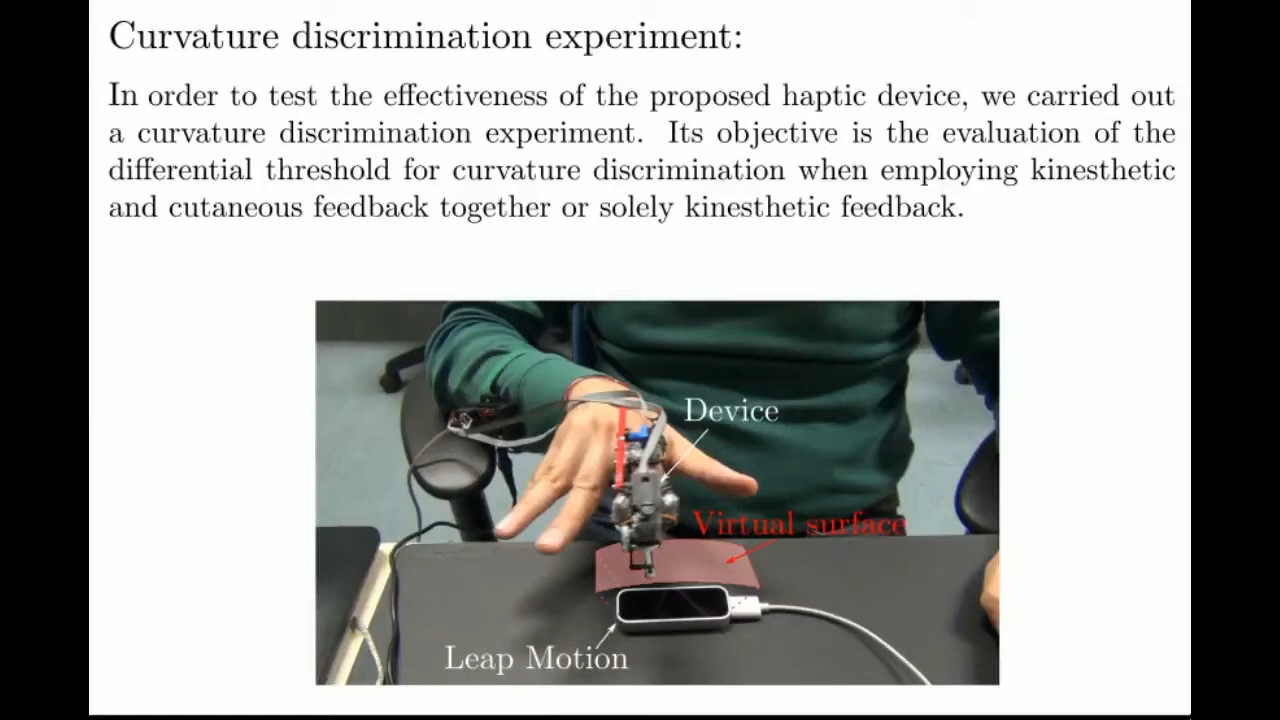 Curvature discrimination experiment:
In order to test the effectiveness of the proposed haptic device, we carried out
a curvature discrimination experiment. Its objective is the evaluation of the
differential threshold for curvature discrimination when employing kinesthetic
and cutaneous feedback together or solely kinesthetic feedback.
Device
Virtual surface
Leap Motion